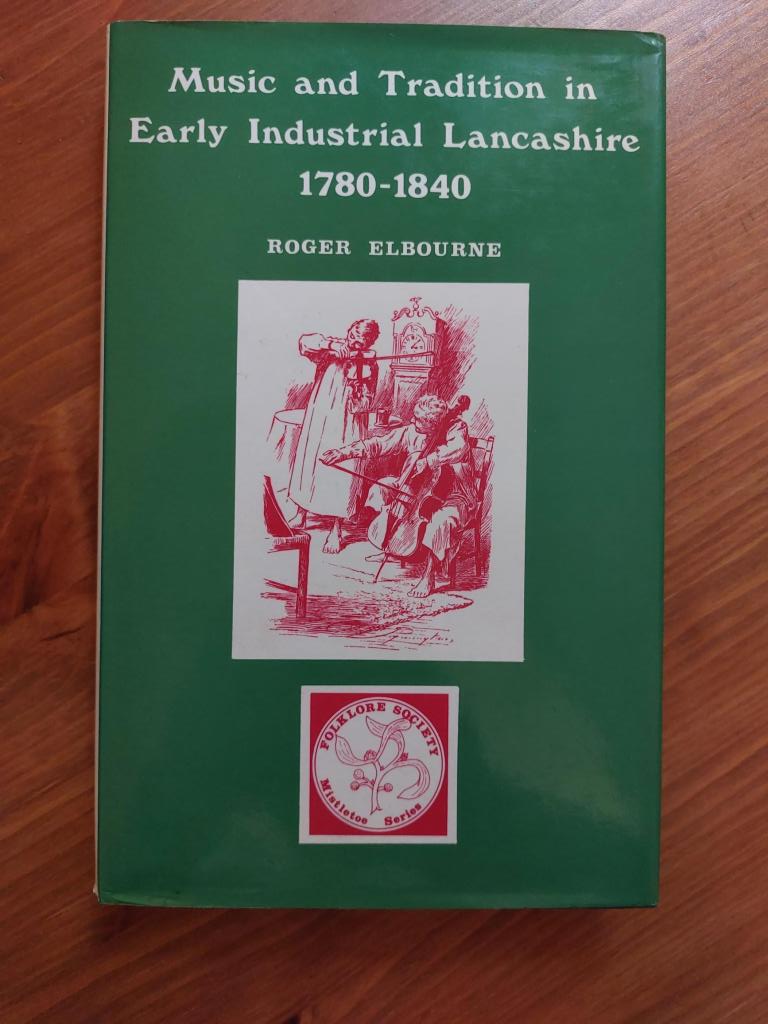 Music and Tradition in
Early Industrial Lancashire
1780-1840
ROGER ELBOURNE
FOLKLORE SOCIETY
Mistletoe Series